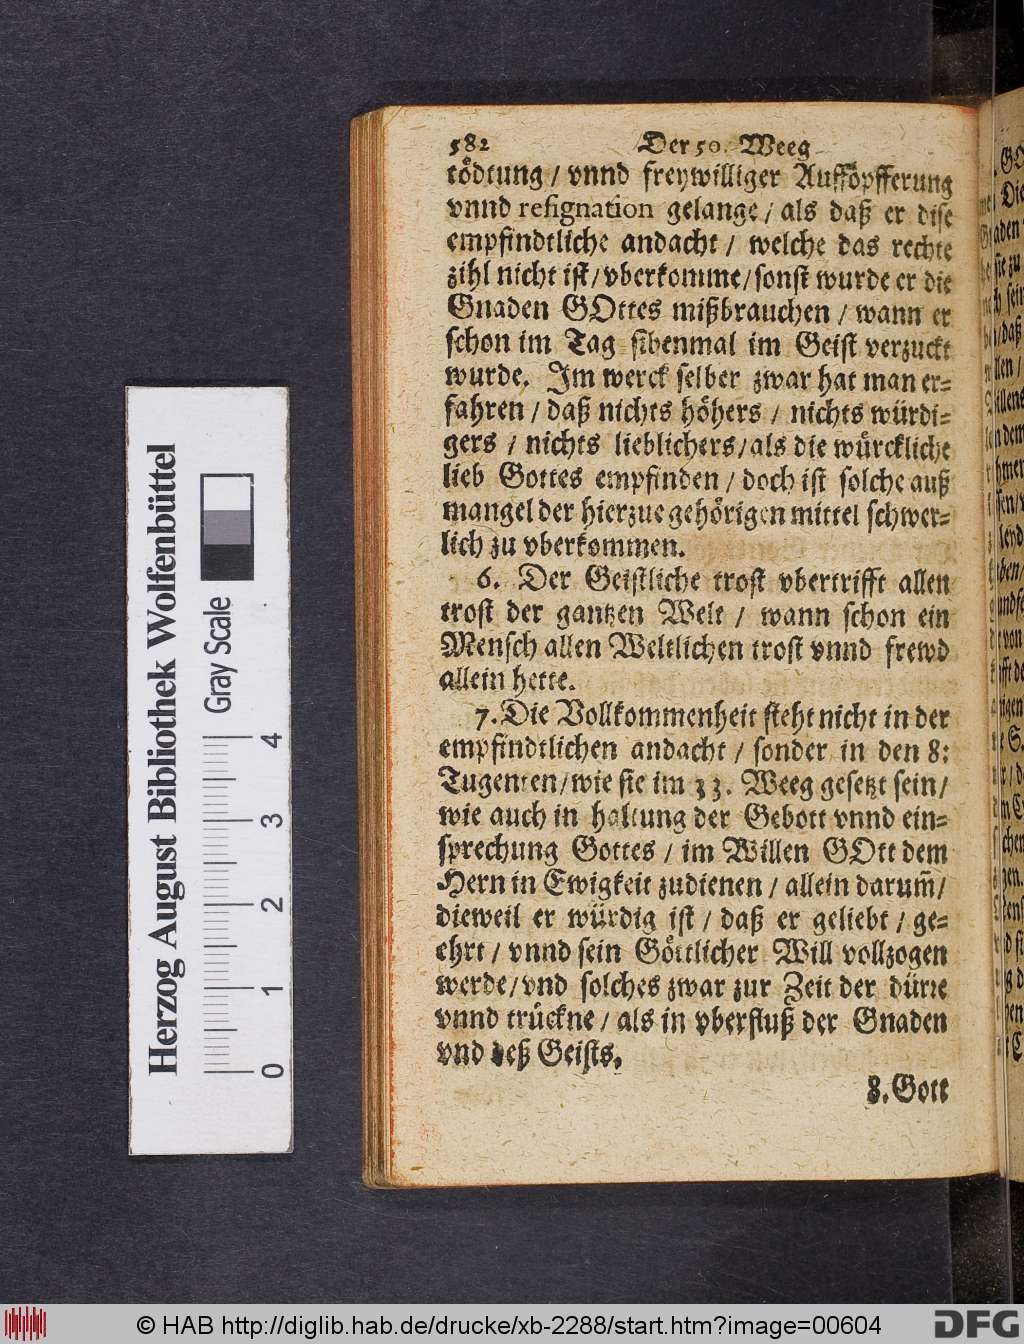 582 Der 50. Weeg
tödtung / vnnd freywilliger Auffopfferung
vnnd resignation gelange / als daß er dise
empfindtliche andacht / welche das rechte
zihl nicht ist / vberkomme / sonst wurde er die
Gnaden GOttes mißbrauchen / wann er
schon im Tag sibenmal im Geist verzuckt
wurde. Im werck selber zwar hat man er=
fahren / daß nichts höhers / nichts würdi=
gers / nichts lieblichers / als die würckliche
lieb Gottes empfinden / doch ist solche auß
mangel der hierzue gehörigen mittel schwer=
lich zu vberkommen.
6. Der Geistliche trost vbertrifft allen
trost der gantzen Welt / wann schon ein
Mensch allen Weltlichen trost vnnd frewd
allein hette.
7. Die Vollkommenheit steht nicht in der
empfindtlichen andacht / sonder in den 8:
Tugenten / wie sie im 33. Weeg gesetzt sein /
wie auch in haltung der Gebott vnnd ein=
sprechung Gottes / im Willen GOtt dem
Hern in Ewigkeit zudienen / allein darum̄ /
dieweil er würdig ist / daß er geliebt / ge=
ehrt / vnnd sein Göttlicher Will vollzogen
werde / vnd solches zwar zur Zeit der dürre
vnnd trückne / als in vberfluß der Gnaden
vnd deß Geists.
8. Gott
Herzog August Bibliothek Wolfenbüttel
Gray Scale
0 1 2 3 4
© HAB http://diglib.hab.de/drucke/xb-2288/start.htm?image=00604
DFG